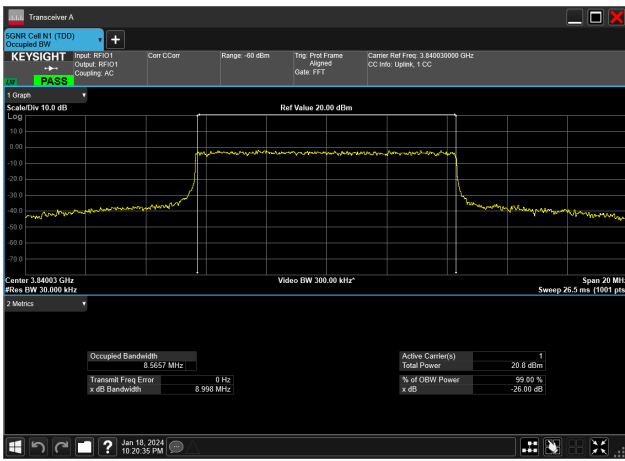 Transceiver A
5GNR Cell N1 (TDD)
Occupied BW
KEYSIGHT
LXI
PASS
Input: RFIO1
Output: RFIO1
Coupling: AC
Corr CCorr
Range: -60 dBm
Trig: Prot Frame
Aligned
Gate: FFT
Carrier Ref Freq: 3.840030000 GHz
CC Info: Uplink, 1 CC
1 Graph
Scale/Div 10.0 dB
Ref Value 20.00 dBm
Log
10.0
0.00
-10.0
-20.0
-30.0
-40.0
-50.0
-60.0
-70.0
Center 3.84003 GHz
Video BW 300.00 kHz*
Span 20 MHz
#Res BW 30.000 kHz
Sweep 26.5 ms (1001 pts
2 Metrics
Occupied Bandwidth
8.5657 MHz
Transmit Freq Error 0 Hz
x dB Bandwidth 8.998 MHz
Active Carrier(s) 1
Total Power 20.8 dBm
% of OBW Power 99.00 %
x dB -26.00 dB
Jan 18, 2024
10:20:35 PM